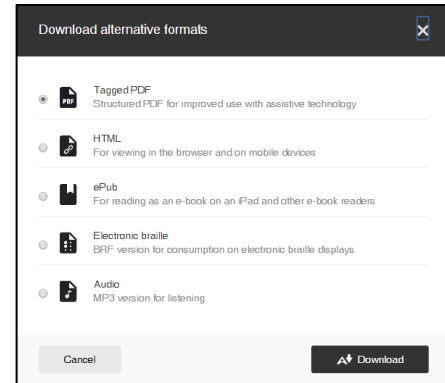 Download alternative formats
Tagged PDF
PDF
Structured PDF for improved use with assistive technology
HTML
For viewing in the browser and on mobile devices
ePub
For reading as an e-book on an iPad and other e-book readers
Electronic braille
BRF version for consumption on electronic braille displays
Audio
MP3 version for listening
Cancel
Download